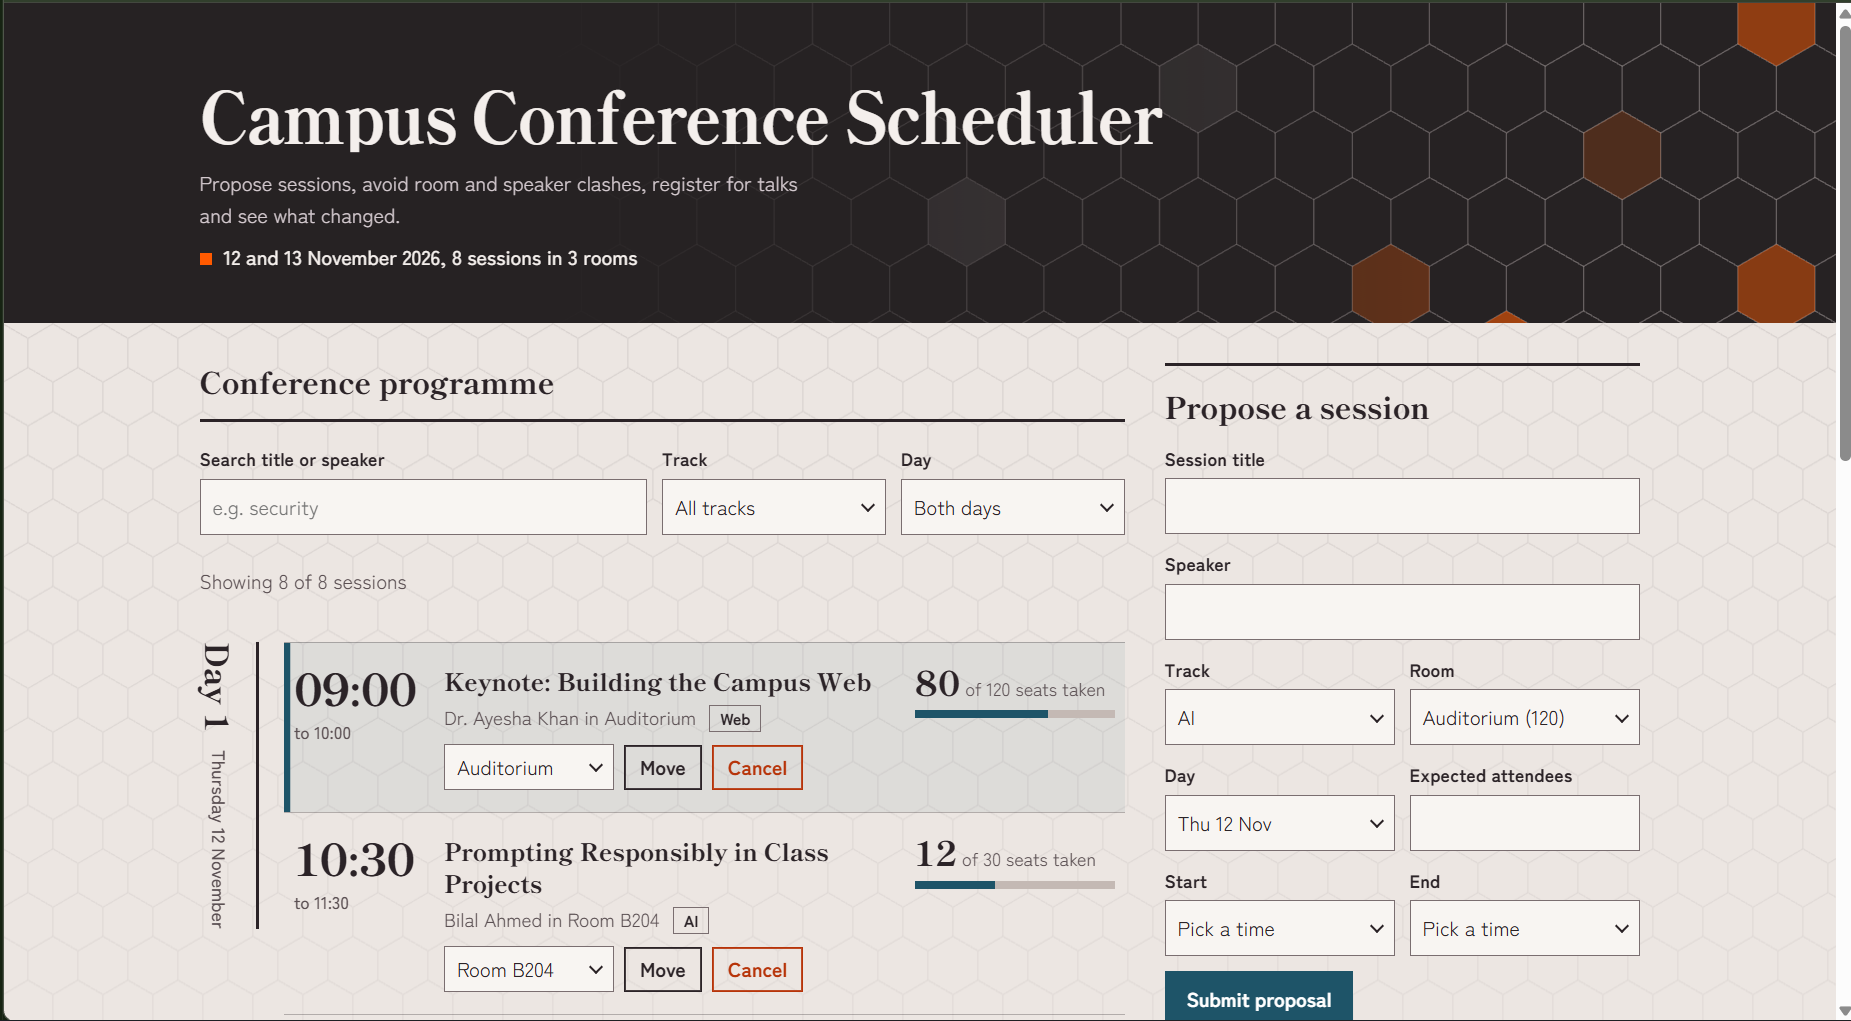 Campus Conference Scheduler
Propose sessions, avoid room and speaker clashes, register for talks
and see what changed.
12 and 13 November 2026, 8 sessions in 3 rooms
Conference programme
Search title or speaker
Track
Day
e.g. security
All tracks
Both days
Showing 8 of 8 sessions
Day 1
Thursday 12 November
09:00
to 10:00
Keynote: Building the Campus Web
Dr. Ayesha Khan in Auditorium
Web
Auditorium
Move
Cancel
80 of 120 seats taken
10:30
to 11:30
Prompting Responsibly in Class
Projects
Bilal Ahmed in Room B204
AI
Room B204
Move
Cancel
12 of 30 seats taken
Propose a session
Session title
Speaker
Track
Room
AI
Auditorium (120)
Day
Expected attendees
Thu 12 Nov
Start
End
Pick a time
Pick a time
Submit proposal